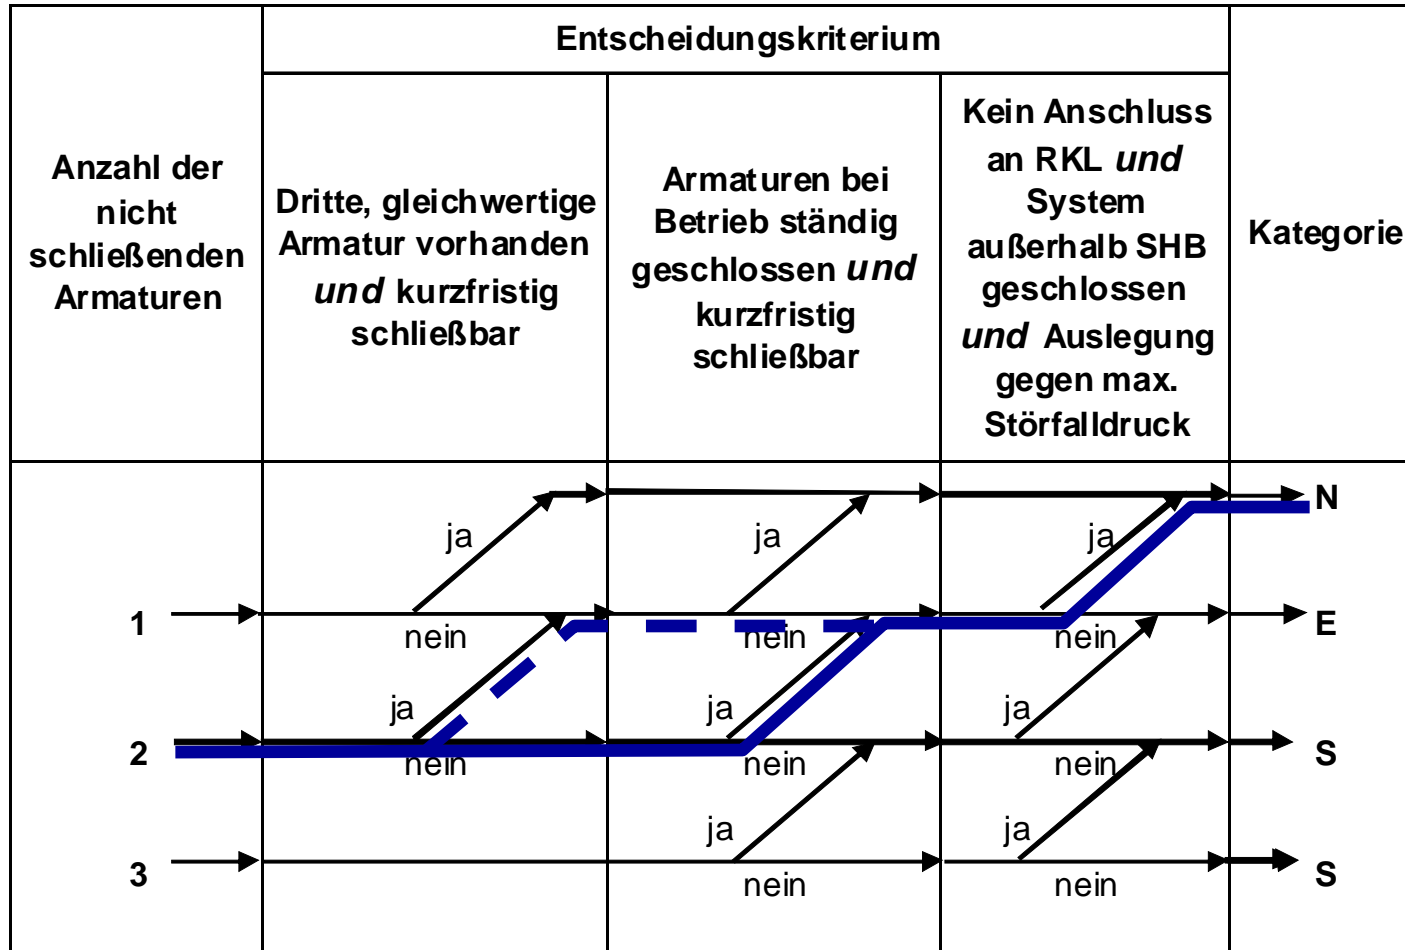 Entscheidungskriterium
Anzahl der
nicht
schließenden
Armaturen
Dritte, gleichwertige
Armatur vorhanden
und kurzfristig
schließbar
Armaturen bei
Betrieb ständig
geschlossen und
kurzfristig
schließbar
Kein Anschluss
an RKL und
System
außerhalb SHB
geschlossen
und Auslegung
gegen max.
Störfalldruck
Kategorie
N
ja
ja
ja
1
nein
nein
nein
E
ja
ja
ja
2
nein
nein
nein
S
ja
ja
3
nein
nein
S